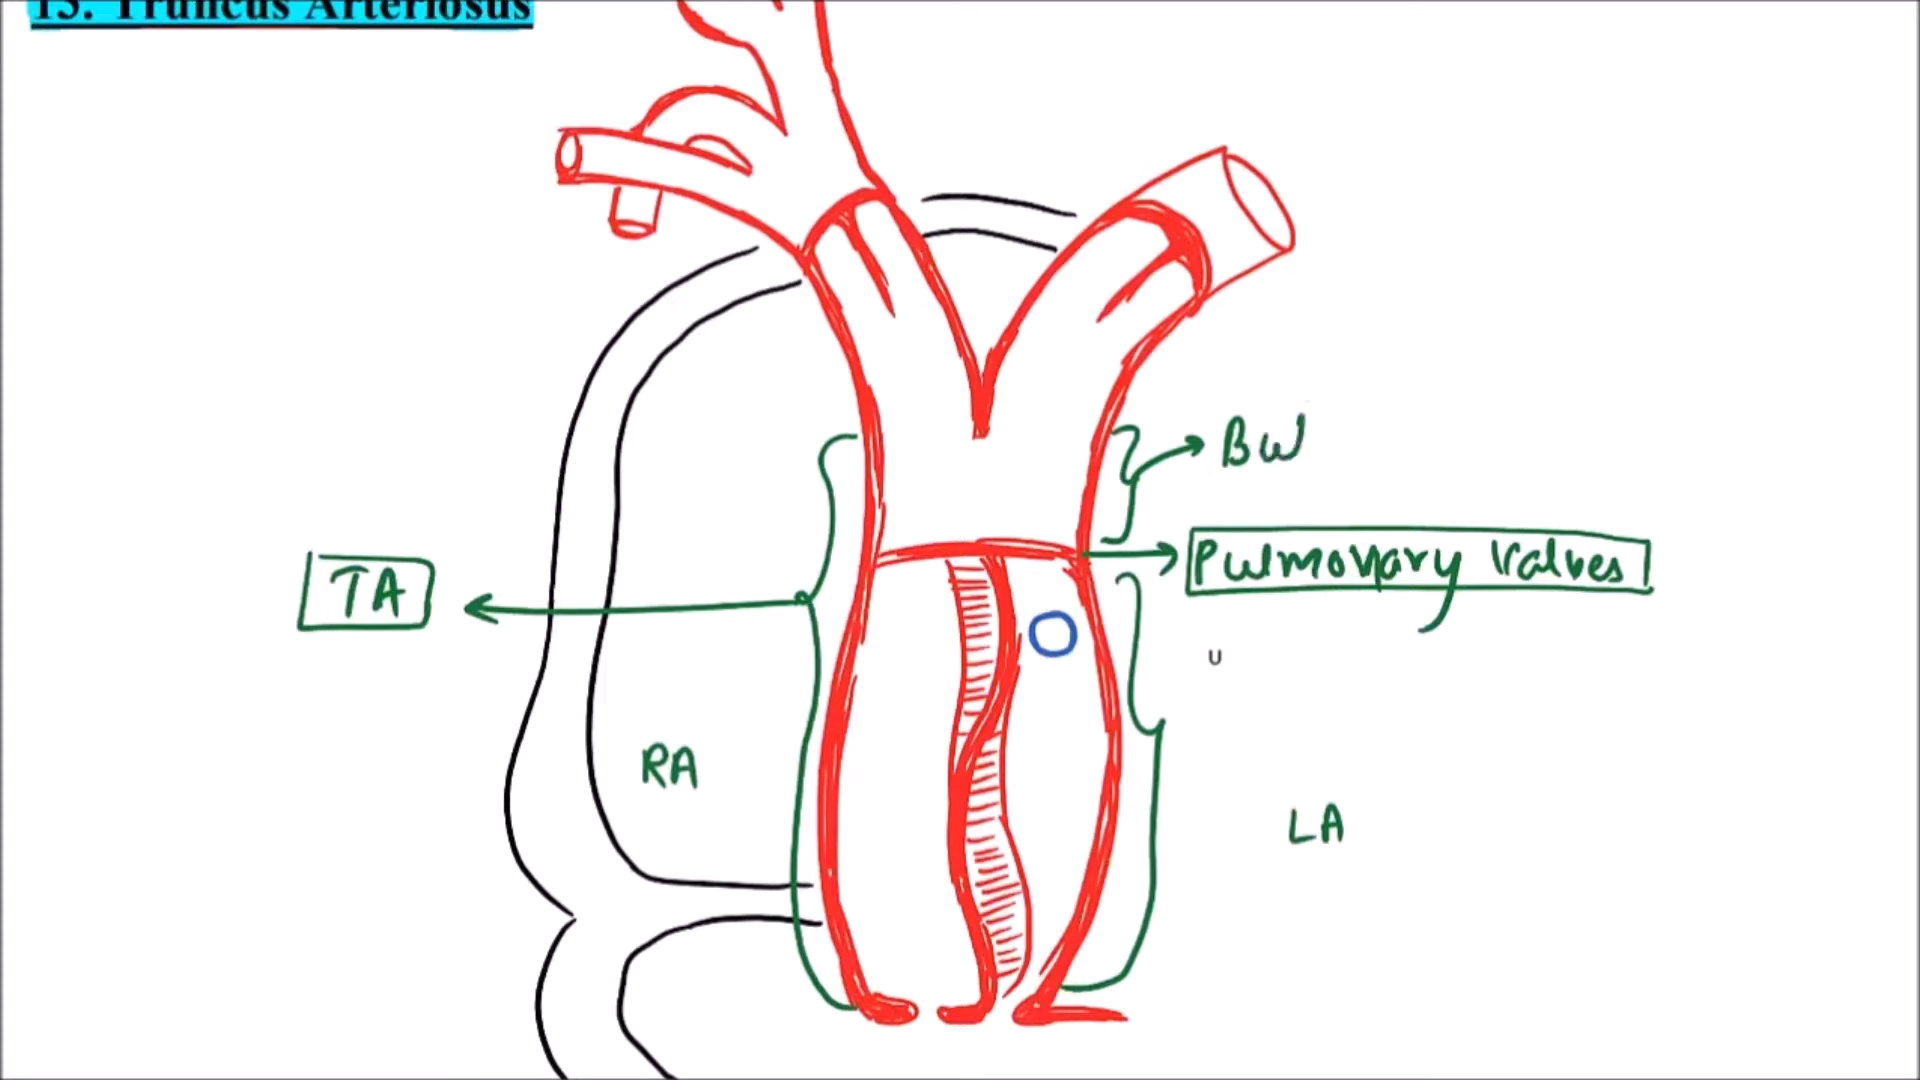 13. Truncus Arteriosus
BW
Pulmonary Valves
TA
RA
LA